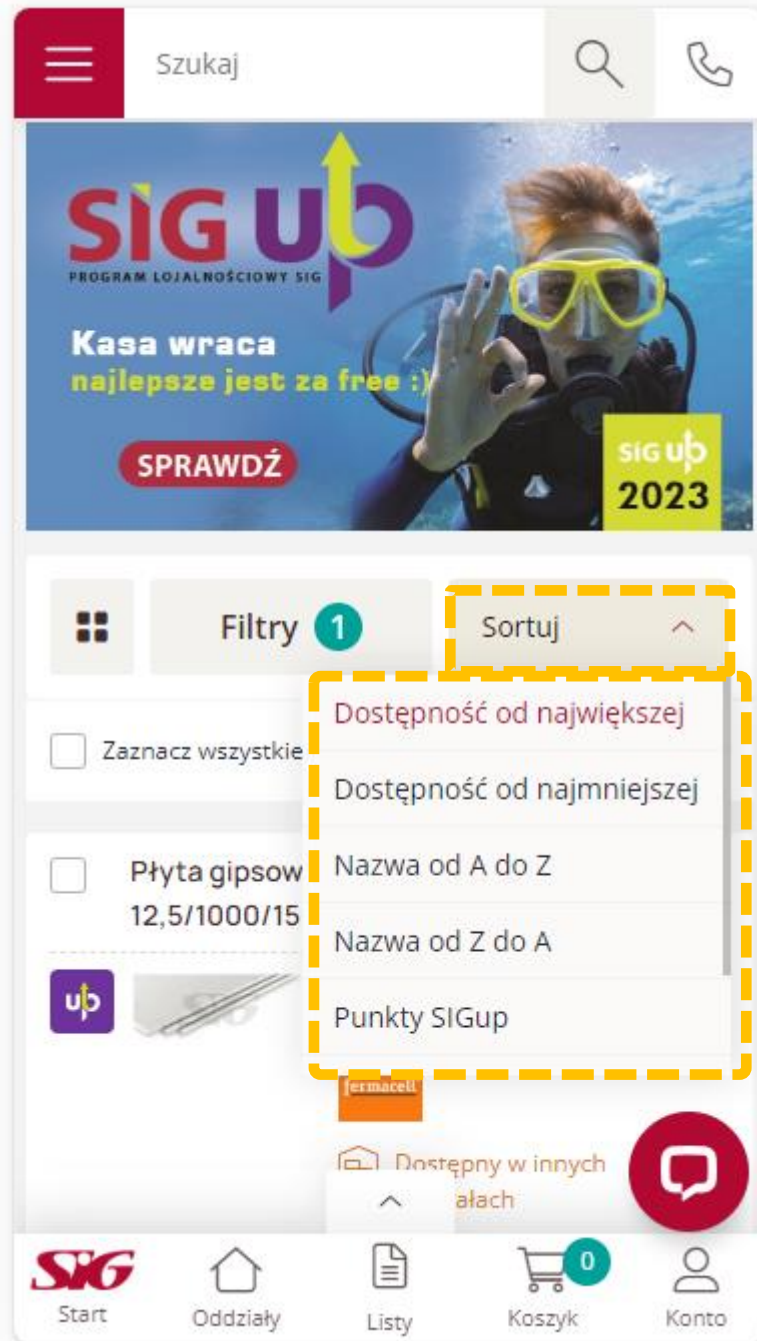 Szukaj
SIG up
PROGRAM LOJALNOŚCIOWY SIG
Kasa wraca
najlepsze jest za free :)
SPRAWDŹ
SIG up
2023
Filtry 1
Sortuj
Dostępność od największej
Zaznacz wszystkie
Dostępność od najmniejszej
Płyta gipsow
Nazwa od A do Z
12,5/1000/15
Nazwa od Z do A
up
SIG
Punkty SIGup
fermacell
Dostępny w innych
ałach
SIG
0
Start
Oddziały
Listy
Koszyk
Konto